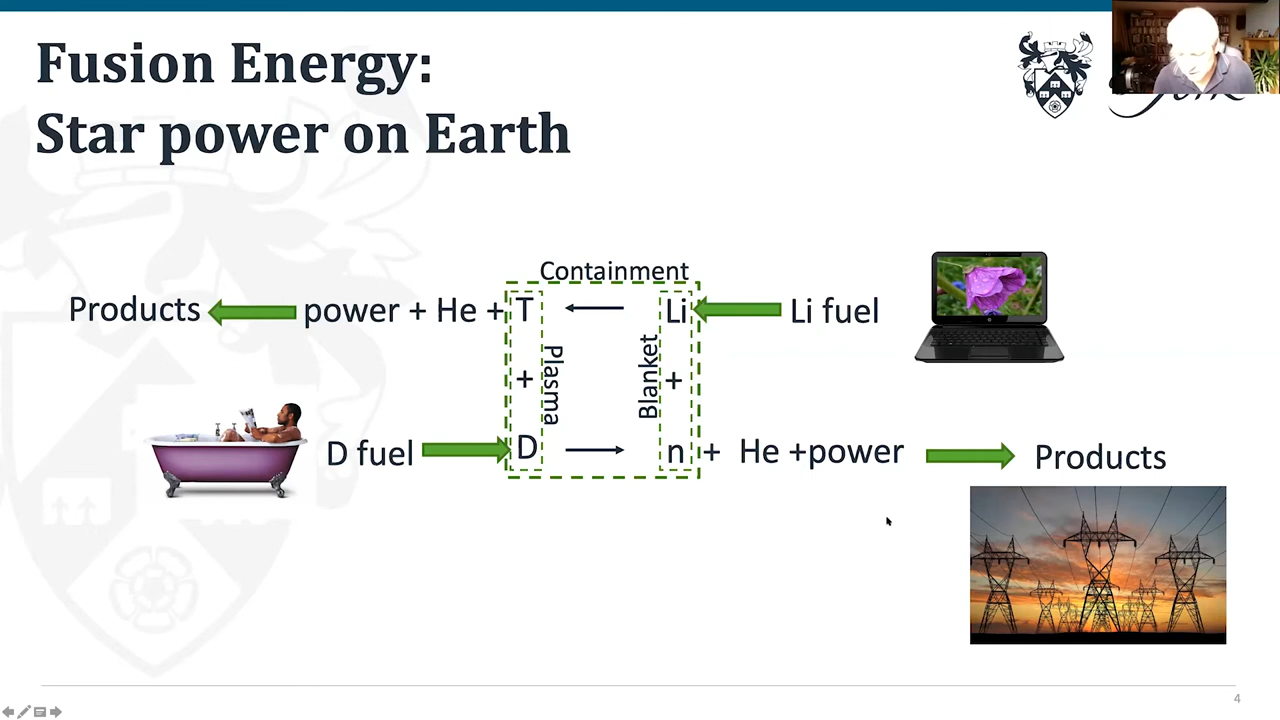 Fusion Energy:
Star power on Earth
Containment
Products
power + He +
T
Li
Li fuel
+
Plasma
Blanket
+
D fuel
D
n
+ He +power
Products
4